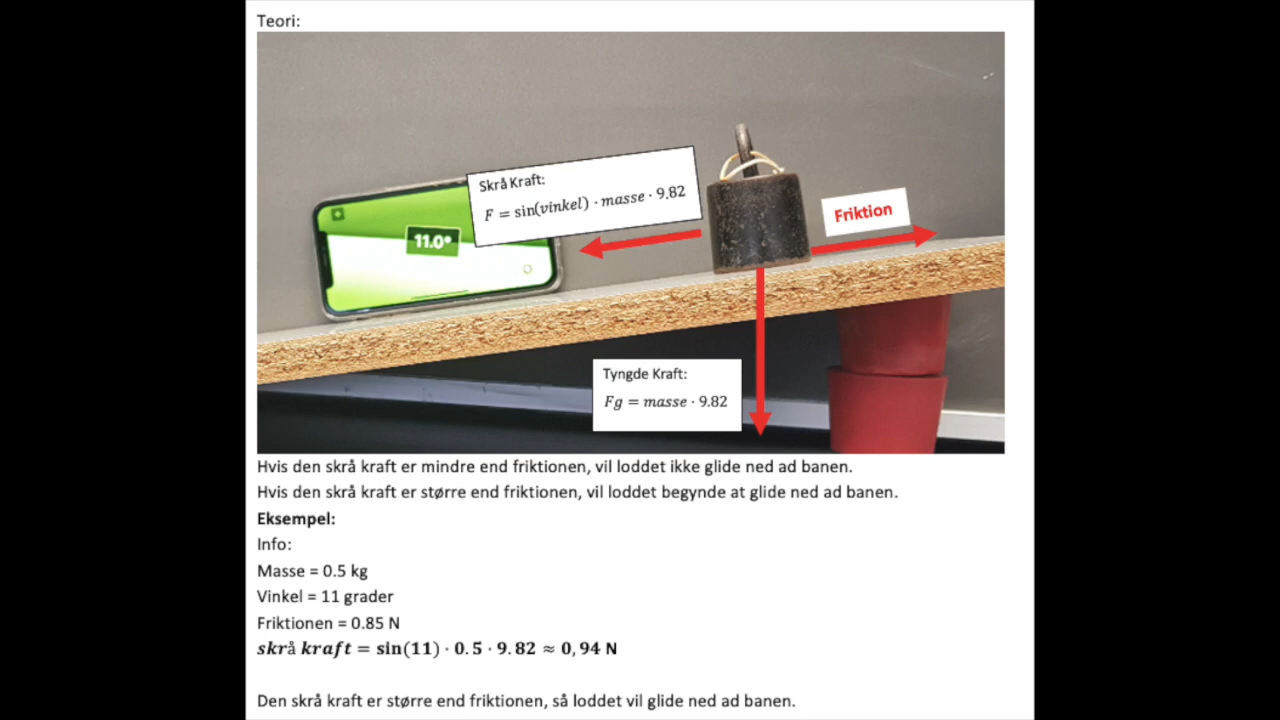 Teori:
11.0°
Skrå Kraft:
F = sin(vinkel) · masse · 9.82
Friktion
Tyngde Kraft:
Fg = masse · 9.82
Hvis den skrå kraft er mindre end friktionen, vil loddet ikke glide ned ad banen.
Hvis den skrå kraft er større end friktionen, vil loddet begynde at glide ned ad banen.
Eksempel:
Info:
Masse = 0.5 kg
Vinkel = 11 grader
Friktionen = 0.85 N
skrå kraft = sin(11) · 0.5 · 9.82 ≈ 0,94 N
Den skrå kraft er større end friktionen, så loddet vil glide ned ad banen.